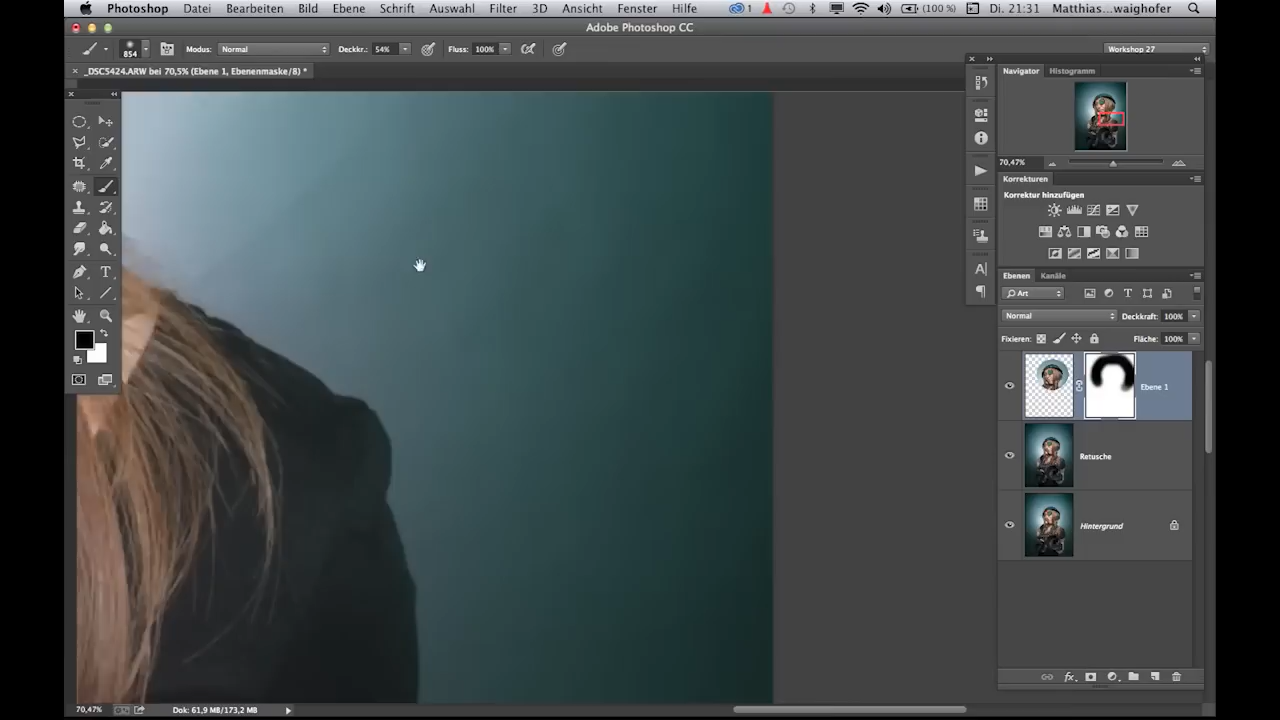 Photoshop Datei Bearbeiten Bild Ebene Schrift Auswahl Filter 3D Ansicht Fenster Hilfe 1 (100 %) Di. 21:31 Matthias...waighofer
Adobe Photoshop CC
854 Modus: Normal Deckkr.: 54% Fluss: 100% Workshop 27
_DSC5424.ARW bei 70,5% (Ebene 1, Ebenenmaske/8) *
Navigator Histogramm
70,47%
Korrekturen
Korrektur hinzufügen
Ebenen Kanäle
Art
Normal Deckkraft: 100%
Fixieren: Fläche: 100%
Ebene 1
Retusche
Hintergrund
70,47% Dok: 61,9 MB/173,2 MB